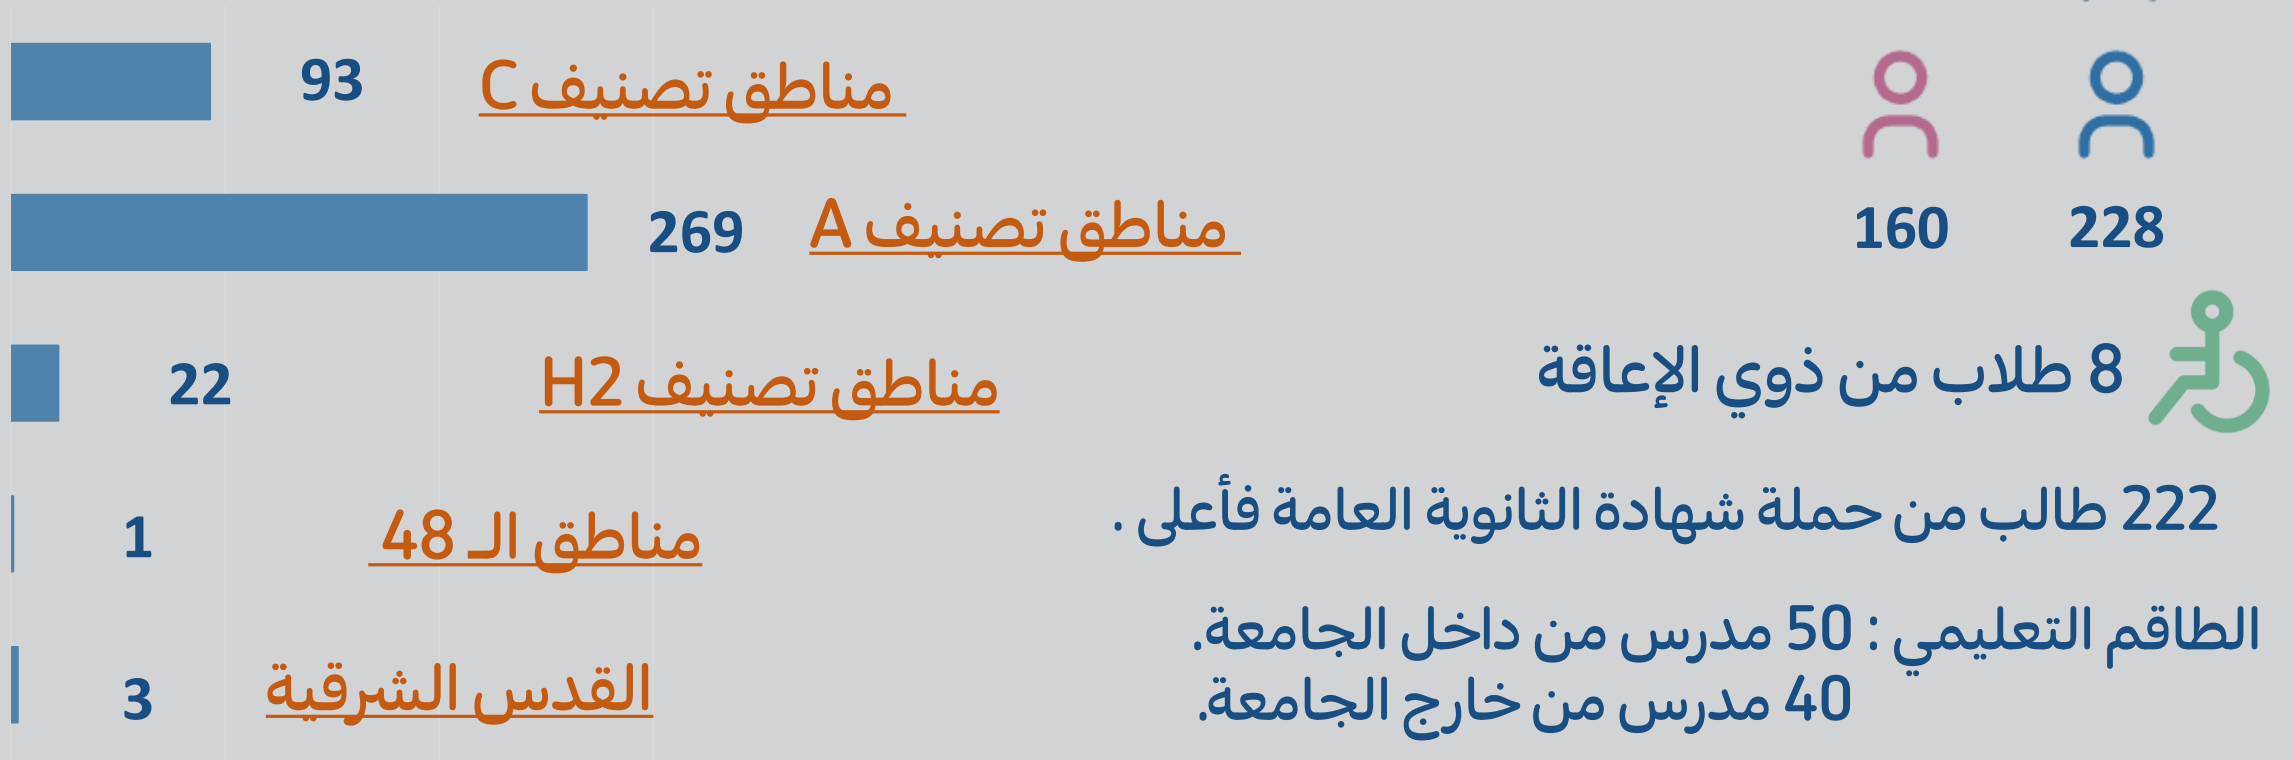 228
160
8 طلاب من ذوي الإعاقة
222 طالب من حملة شهادة الثانوية العامة فأعلى .
الطاقم التعليمي : 50 مدرس من داخل الجامعة.
40 مدرس من خارج الجامعة.
مناطق تصنيف C 93
مناطق تصنيف A 269
مناطق تصنيف H2 22
مناطق الـ 48 1
القدس الشرقية 3